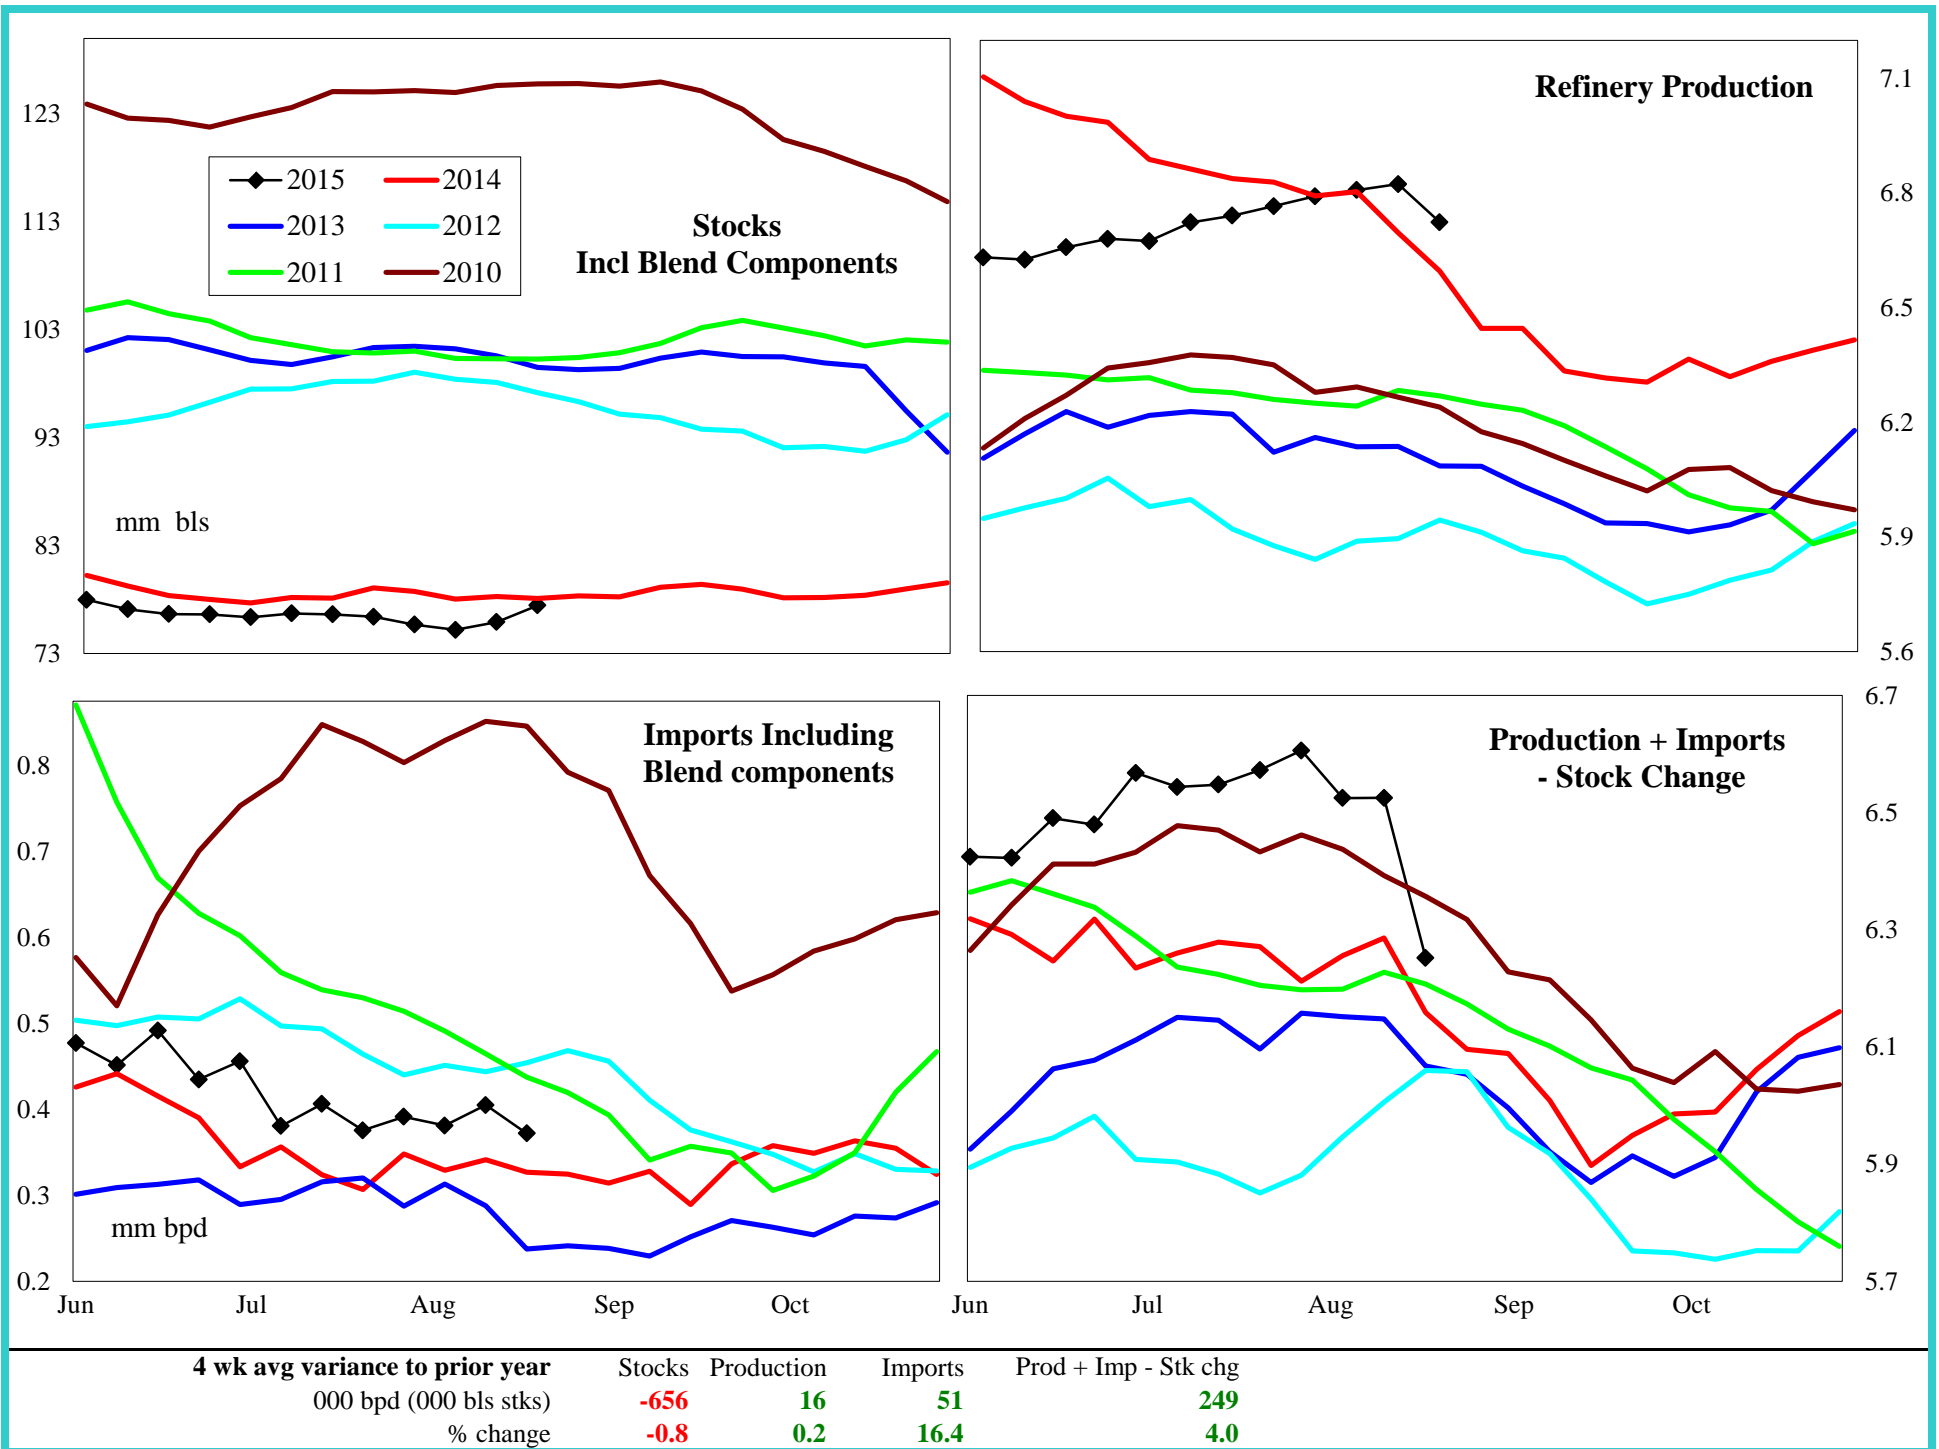 123
113
103
93
83
73
2015 2014
2013 2012
2011 2010
Stocks
Incl Blend Components
mm bls
Refinery Production
7.1
6.8
6.5
6.2
5.9
5.6
0.8
0.7
0.6
0.5
0.4
0.3
0.2
Imports Including
Blend components
mm bpd
Jun Jul Aug Sep Oct
Production + Imports
- Stock Change
6.7
6.5
6.3
6.1
5.9
5.7
Jun Jul Aug Sep Oct
4 wk avg variance to prior year Stocks Production Imports Prod + Imp - Stk chg
000 bpd (000 bls stks) -656 16 51 249
% change -0.8 0.2 16.4 4.0